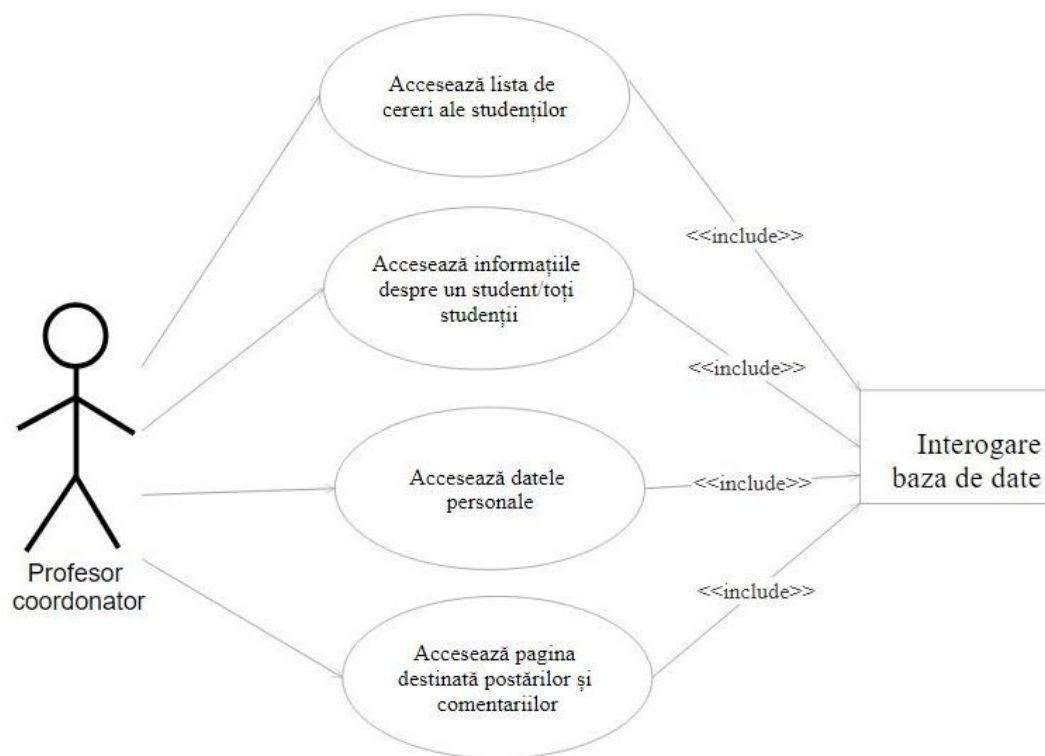 Accesează lista de
cereri ale studenților
<<include>>
Accesează informațiile
despre un student/toți
studenții
<<include>>
Interogare
baza de date
Accesează datele
personale
<<include>>
Profesor
coordonator
<<include>>
Accesează pagina
destinată postărilor și
comentariilor